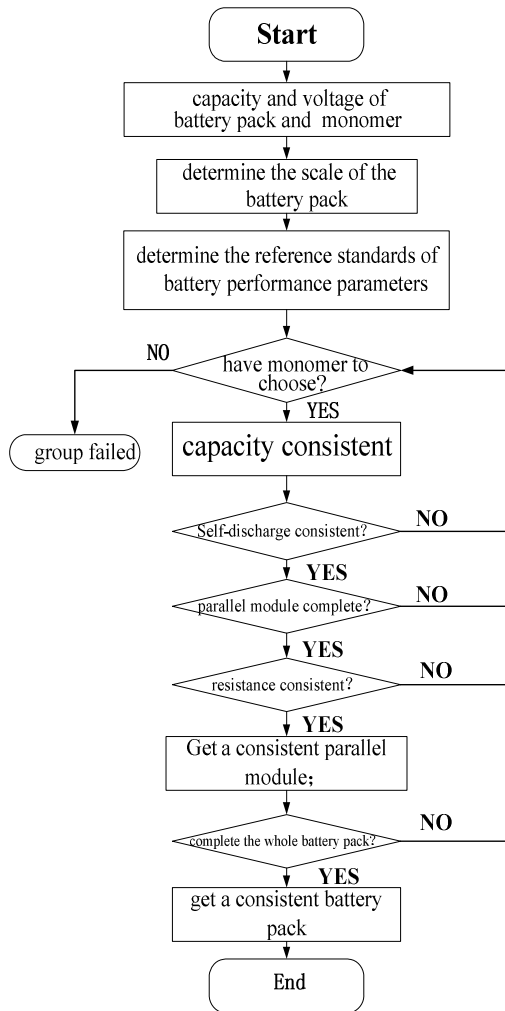 Start
capacity and voltage of
battery pack and monomer
determine the scale of the
battery pack
determine the reference standards of
battery performance parameters
NO
have monomer to
choose?
YES
group failed
capacity consistent
Self-discharge consistent?
NO
YES
parallel module complete?
NO
YES
resistance consistent?
NO
YES
Get a consistent parallel
module;
complete the whole battery pack?
NO
YES
get a consistent battery
pack
End